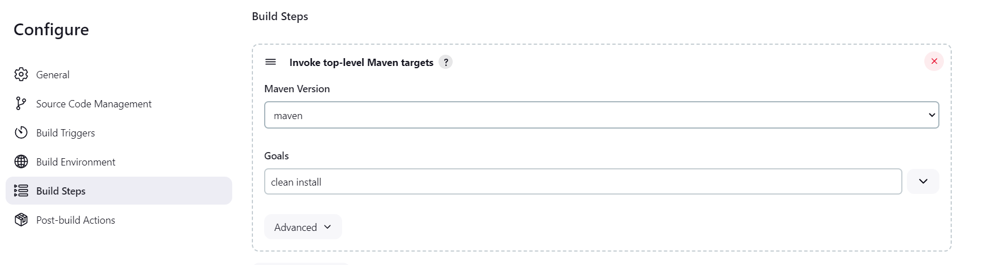 Configure
General
Source Code Management
Build Triggers
Build Environment
Build Steps
Post-build Actions
Build Steps
Invoke top-level Maven targets ?
Maven Version
maven
Goals
clean install
Advanced